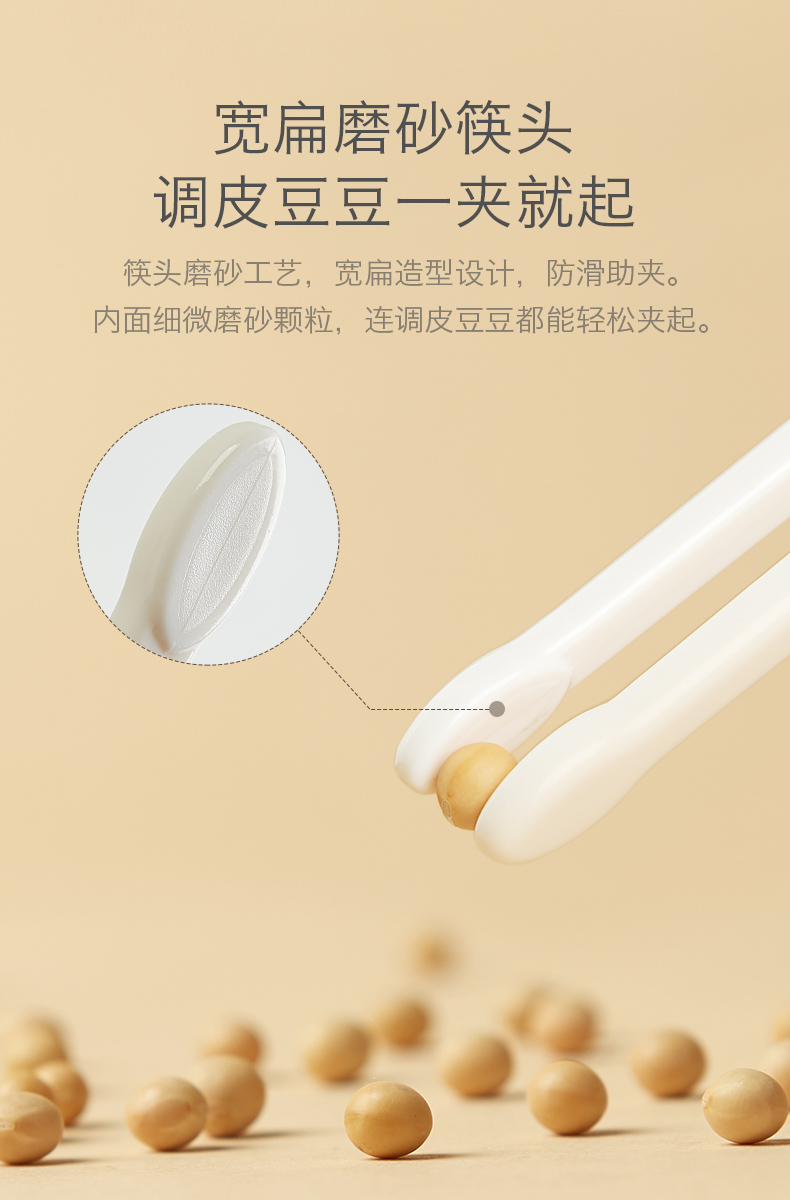 宽扁磨砂筷头
调皮豆豆一夹就起
筷头磨砂工艺，宽扁造型设计，防滑助夹。
内面细微磨砂颗粒，连调皮豆豆都能轻松夹起。